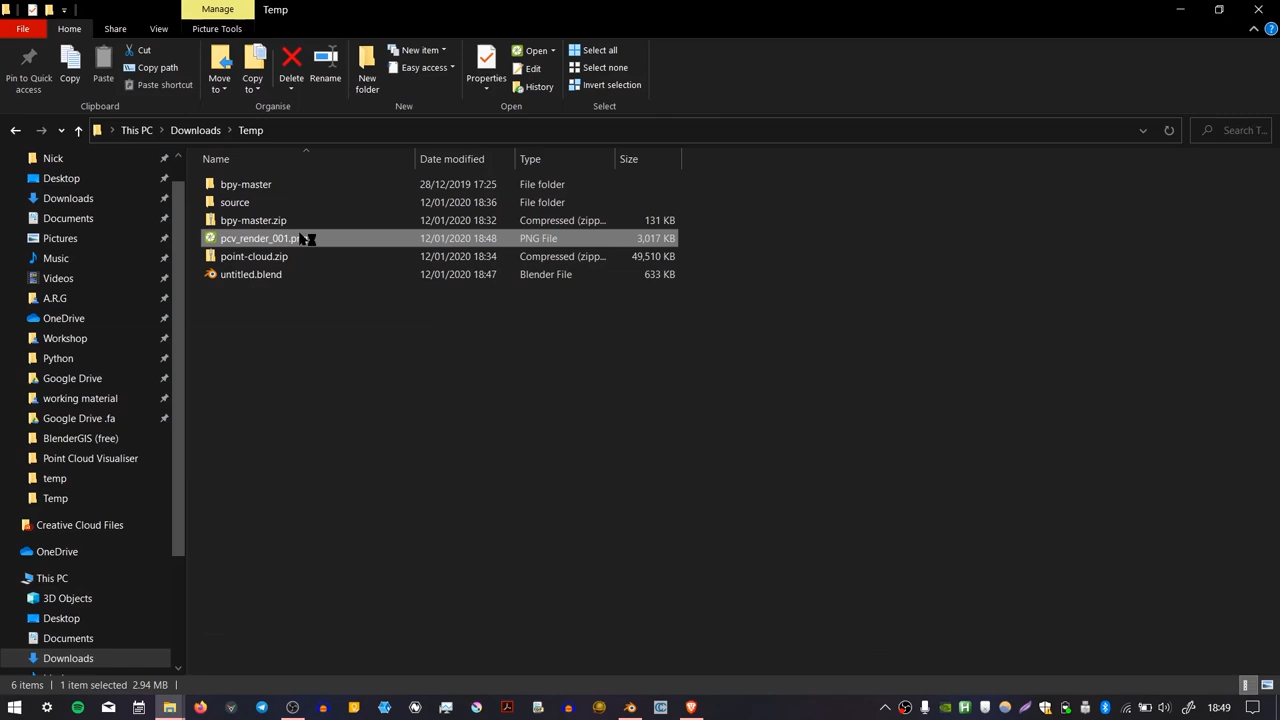 Manage
Temp
File
Home
Share
View
Picture Tools
Pin to Quick access
Copy
Paste
Cut
Copy path
Paste shortcut
Clipboard
Move to
Copy to
Delete
Rename
Organise
New folder
New item
Easy access
New
Properties
Open
Edit
History
Open
Select all
Select none
Invert selection
Select
This PC
Downloads
Temp
Search T...
Name
Date modified
Type
Size
bpy-master 28/12/2019 17:25 File folder
source 12/01/2020 18:36 File folder
bpy-master.zip 12/01/2020 18:32 Compressed (zipp... 131 KB
pcv_render_001.p 12/01/2020 18:48 PNG File 3,017 KB
point-cloud.zip 12/01/2020 18:34 Compressed (zipp... 49,510 KB
untitled.blend 12/01/2020 18:47 Blender File 633 KB
Nick
Desktop
Downloads
Documents
Pictures
Music
Videos
A.R.G
OneDrive
Workshop
Python
Google Drive
working material
Google Drive .fa
BlenderGIS (free)
Point Cloud Visualiser
temp
Temp
Creative Cloud Files
OneDrive
This PC
3D Objects
Desktop
Documents
Downloads
6 items
1 item selected 2.94 MB
18:49